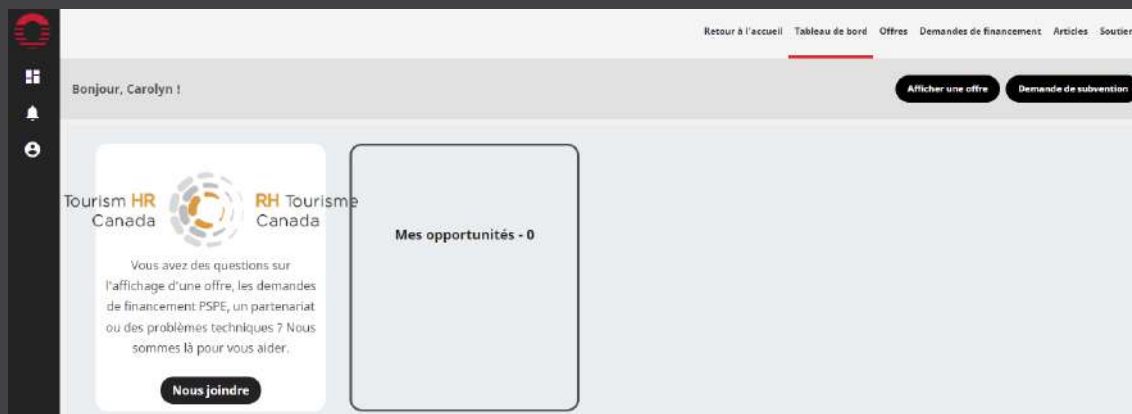 Retour à l'accueil Tableau de bord Offres Demandes de financement Articles Soutien
Bonjour, Carolyn !
Afficher une offre Demande de subvention
Tourism HR Canada
RH Tourisme Canada
Vous avez des questions sur
l'affichage d'une offre, les demandes
de financement PSPE, un partenariat
ou des problèmes techniques ? Nous
sommes là pour vous aider.
Nous joindre
Mes opportunités - 0